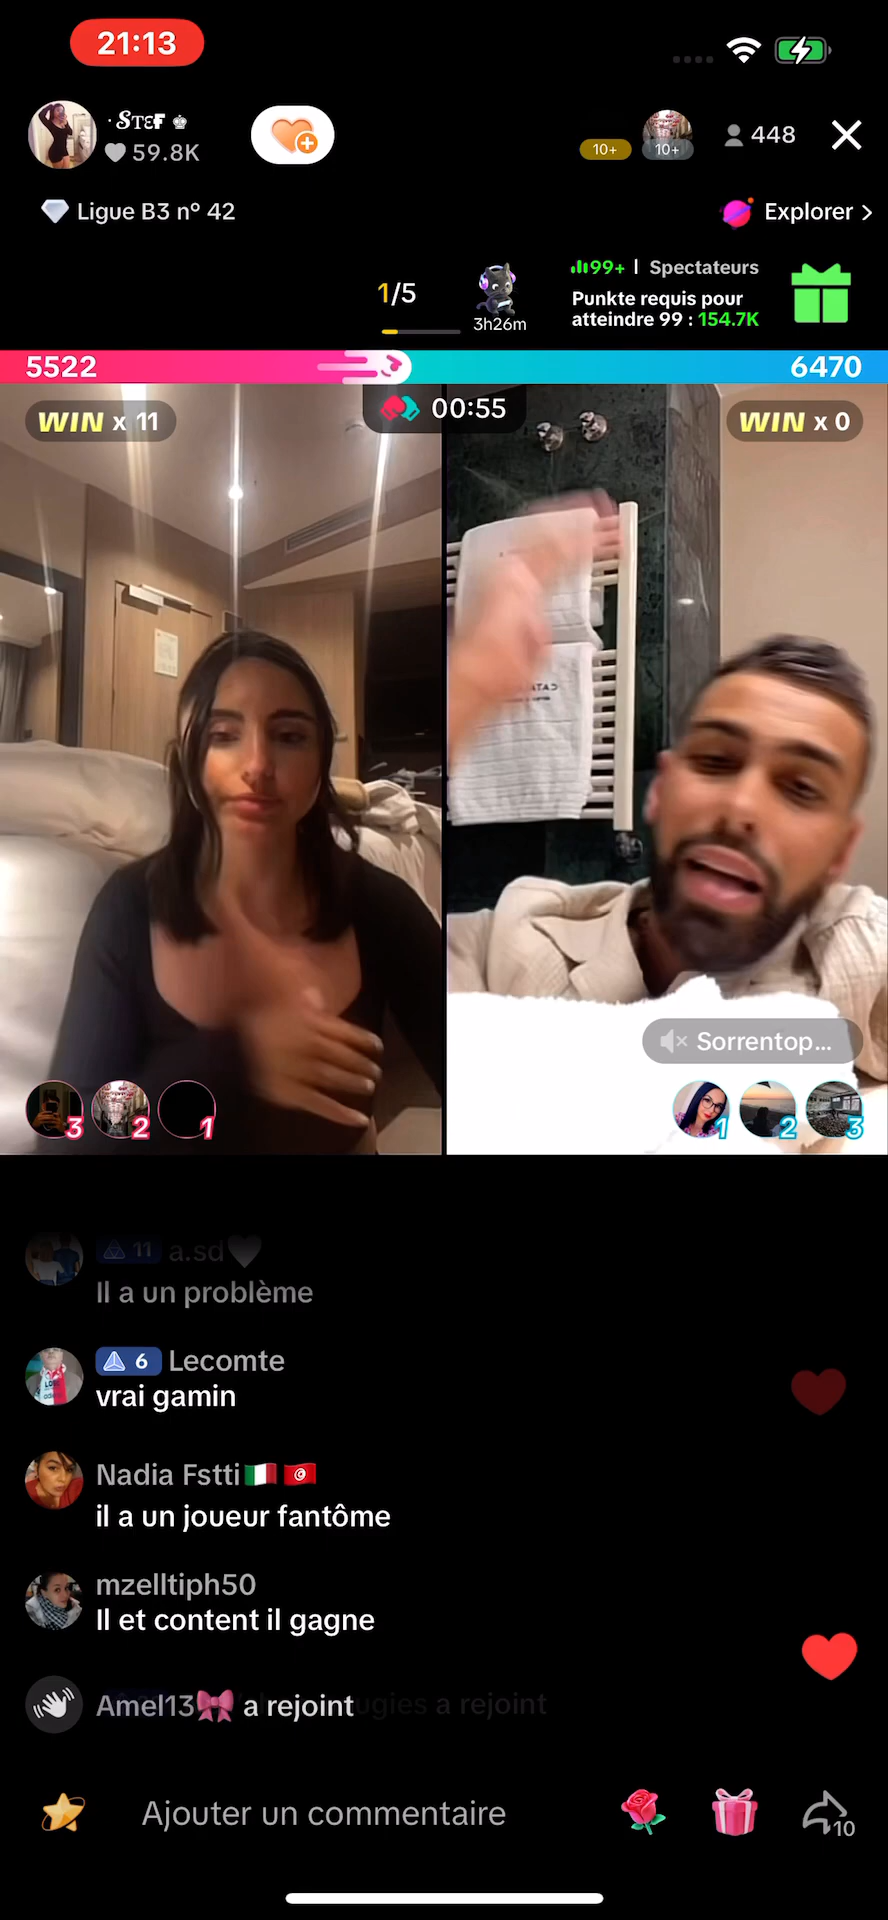 21:13
· STEF ♚
59.8K
10+
10+
448
Ligue B3 nº 42
Explorer >
1/5
3h26m
99+ | Spectateurs
Punkte requis pour
atteindre 99 : 154.7K
5522
6470
WIN x 11
00:55
WIN x 0
Sorrentop...
3
2
1
1
2
3
11 a.sd🖤
Il a un problème
6 Lecomte
vrai gamin
Nadia Fstti🇮🇹🇹🇳
il a un joueur fantôme
mzelltiph50
Il et content il gagne
Amel13🎀 a rejoint
ugies a rejoint
Ajouter un commentaire
10